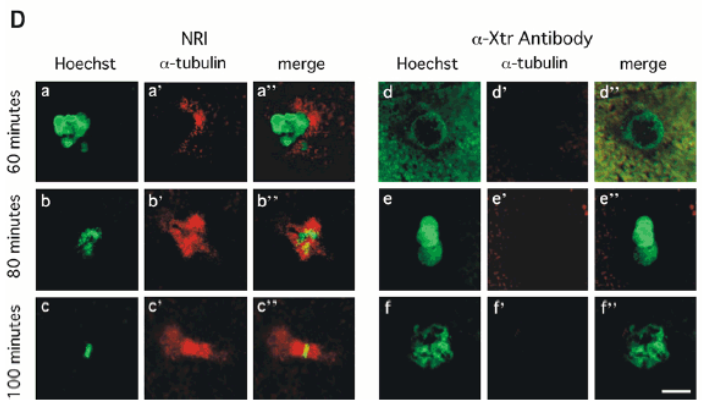 D
NRI
α-Xtr Antibody
Hoechst α-tubulin merge Hoechst α-tubulin merge
60 minutes
a a' a'' d d' d''
80 minutes
b b' b'' e e' e''
100 minutes
c c' c'' f f' f''